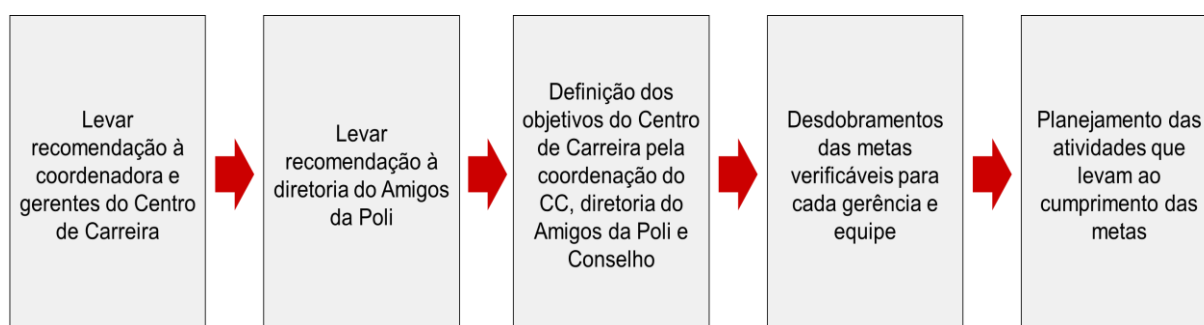 Levar
recomendação à
coordenadora e
gerentes do Centro
de Carreira
Levar
recomendação à
diretoria do Amigos
da Poli
Definição dos
objetivos do Centro
de Carreira pela
coordenação do
CC, diretoria do
Amigos da Poli e
Conselho
Desdobramentos
das metas
verificáveis para
cada gerência e
equipe
Planejamento das
atividades que
levam ao
cumprimento das
metas